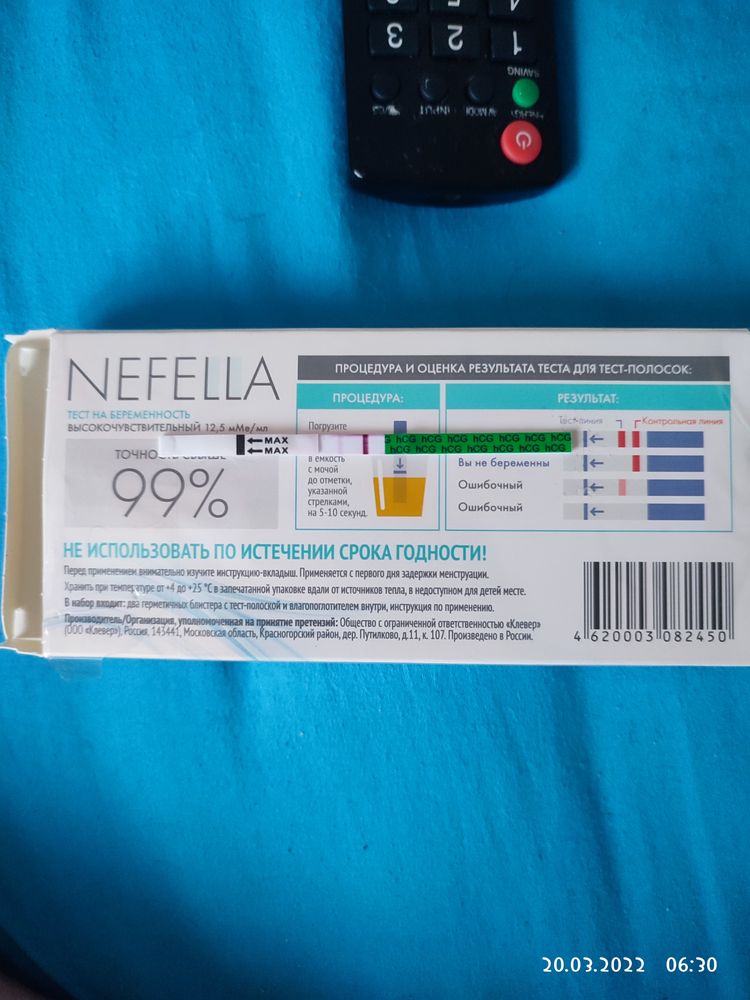 4
3 2 1
SAVING
INPUT
NEFELLA
ТЕСТ НА БЕРЕМЕННОСТЬ
ВЫСОКОЧУВСТВИТЕЛЬНЫЙ 12,5 мМе/мл
99%
ПРОЦЕДУРА И ОЦЕНКА РЕЗУЛЬТАТА ТЕСТА ДЛЯ ТЕСТ-ПОЛОСОК:
ПРОЦЕДУРА:
Погрузите
в емкость
с мочой
до отметки,
указанной
стрелками,
на 5-10 секунд.
РЕЗУЛЬТАТ:
Тест-линия Контрольная линия
Вы не беременны
Ошибочный
Ошибочный
MAX
MAX
hCG hCG hCG hCG hCG hCG hCG
hCG hCG hCG hCG hCG hCG hCG
НЕ ИСПОЛЬЗОВАТЬ ПО ИСТЕЧЕНИИ СРОКА ГОДНОСТИ!
Перед применением внимательно изучите инструкцию-вкладыш. Применяется с первого дня задержки менструации.
Хранить при температуре от +4 до +25 °С в запечатанной упаковке вдали от источников тепла, в недоступном для детей месте.
В набор входит: два герметичных блистера с тест-полоской и влагопоглотителем внутри, инструкция по применению.
Производитель/Организация, уполномоченная на принятие претензий: Общество с ограниченной ответственностью «Клевер»
(ООО «Клевер»), Россия, 143441, Московская область, Красногорский район, дер. Путилково, д.11, к. 107. Произведено в России.
4 620003 082450
20.03.2022 06:30